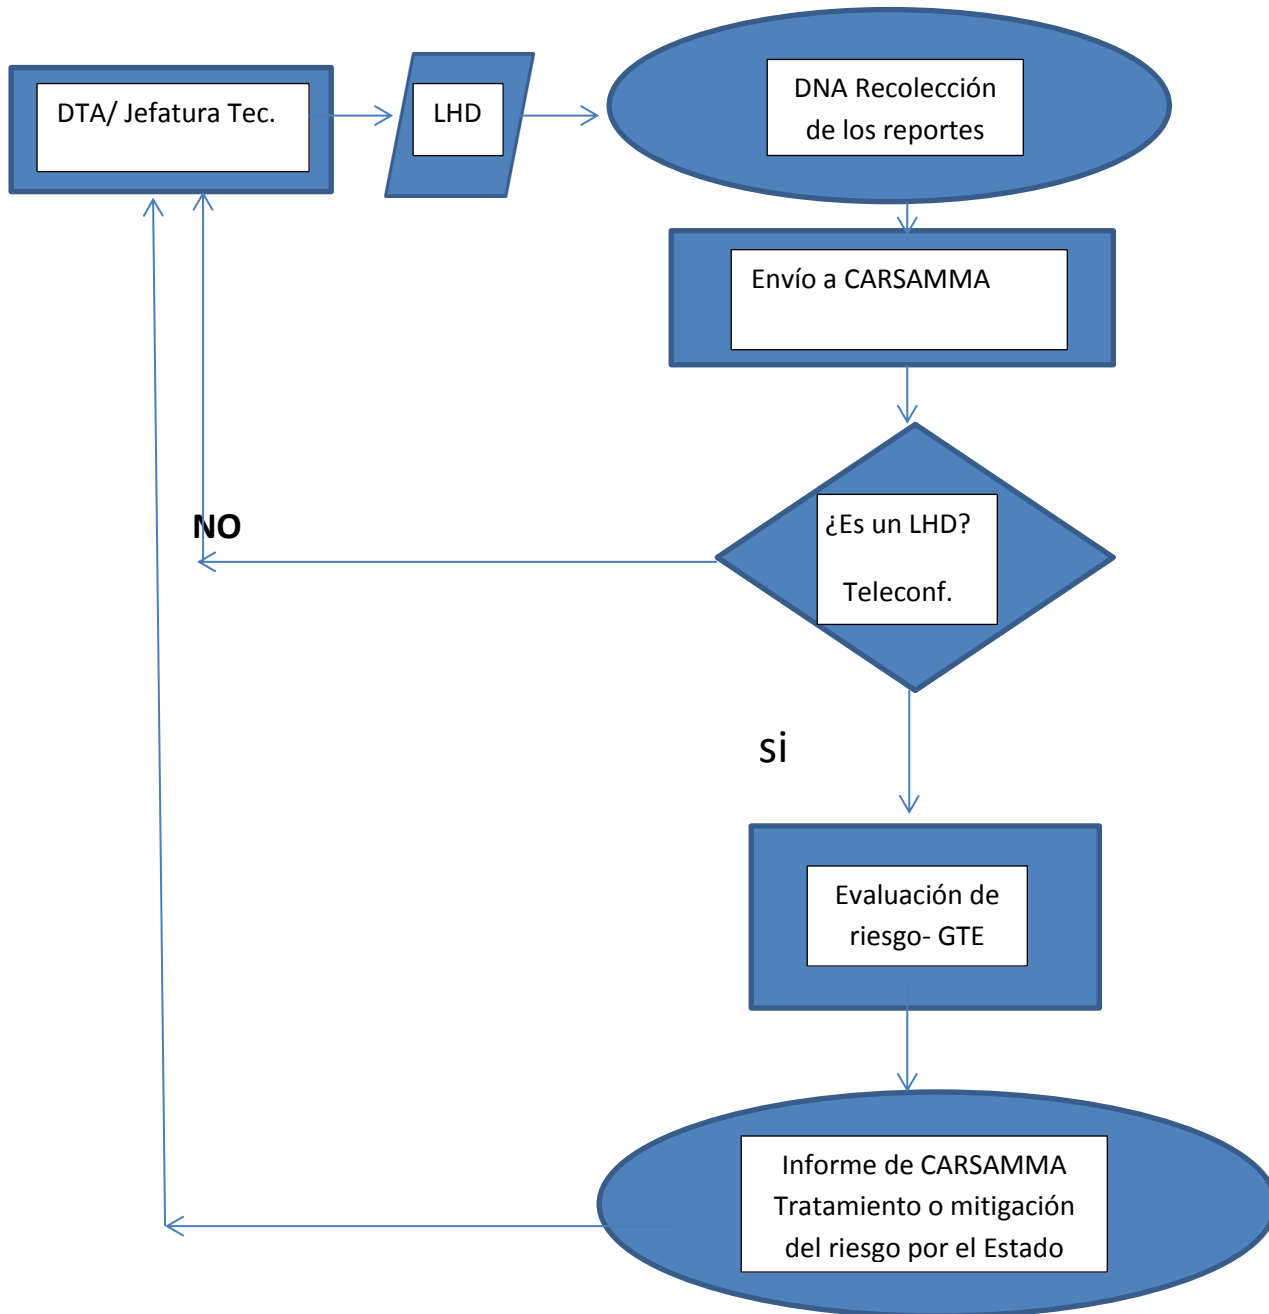 DTA/ Jefatura Tec.
LHD
DNA Recolección
de los reportes
Envío a CARSAMMA
¿Es un LHD?
Teleconf.
NO
si
Evaluación de
riesgo- GTE
Informe de CARSAMMA
Tratamiento o mitigación
del riesgo por el Estado